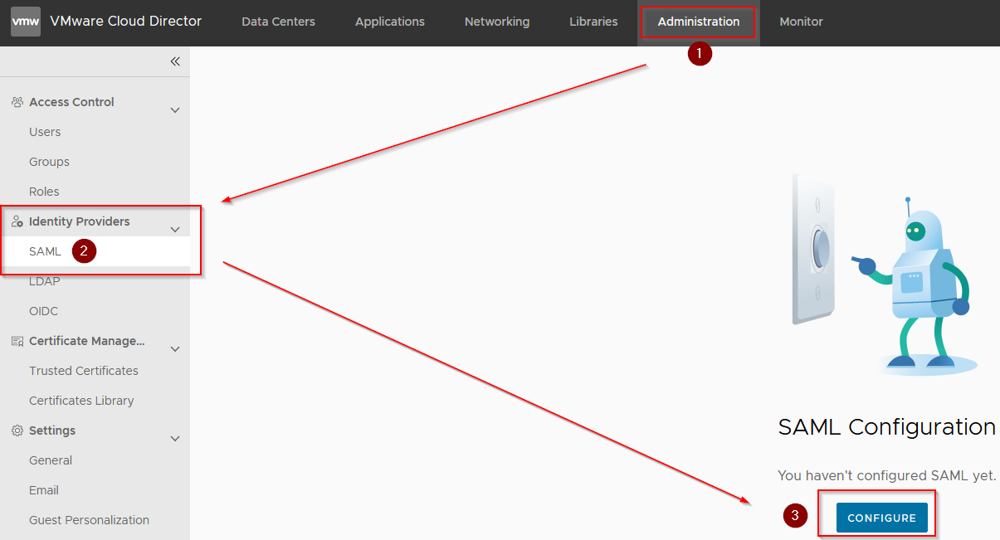 vmw VMware Cloud Director Data Centers Applications Networking Libraries Administration Monitor
1
Access Control
Users
Groups
Roles
Identity Providers
SAML 2
LDAP
OIDC
Certificate Manage...
Trusted Certificates
Certificates Library
Settings
General
Email
Guest Personalization
SAML Configuration
You haven't configured SAML yet.
3 CONFIGURE